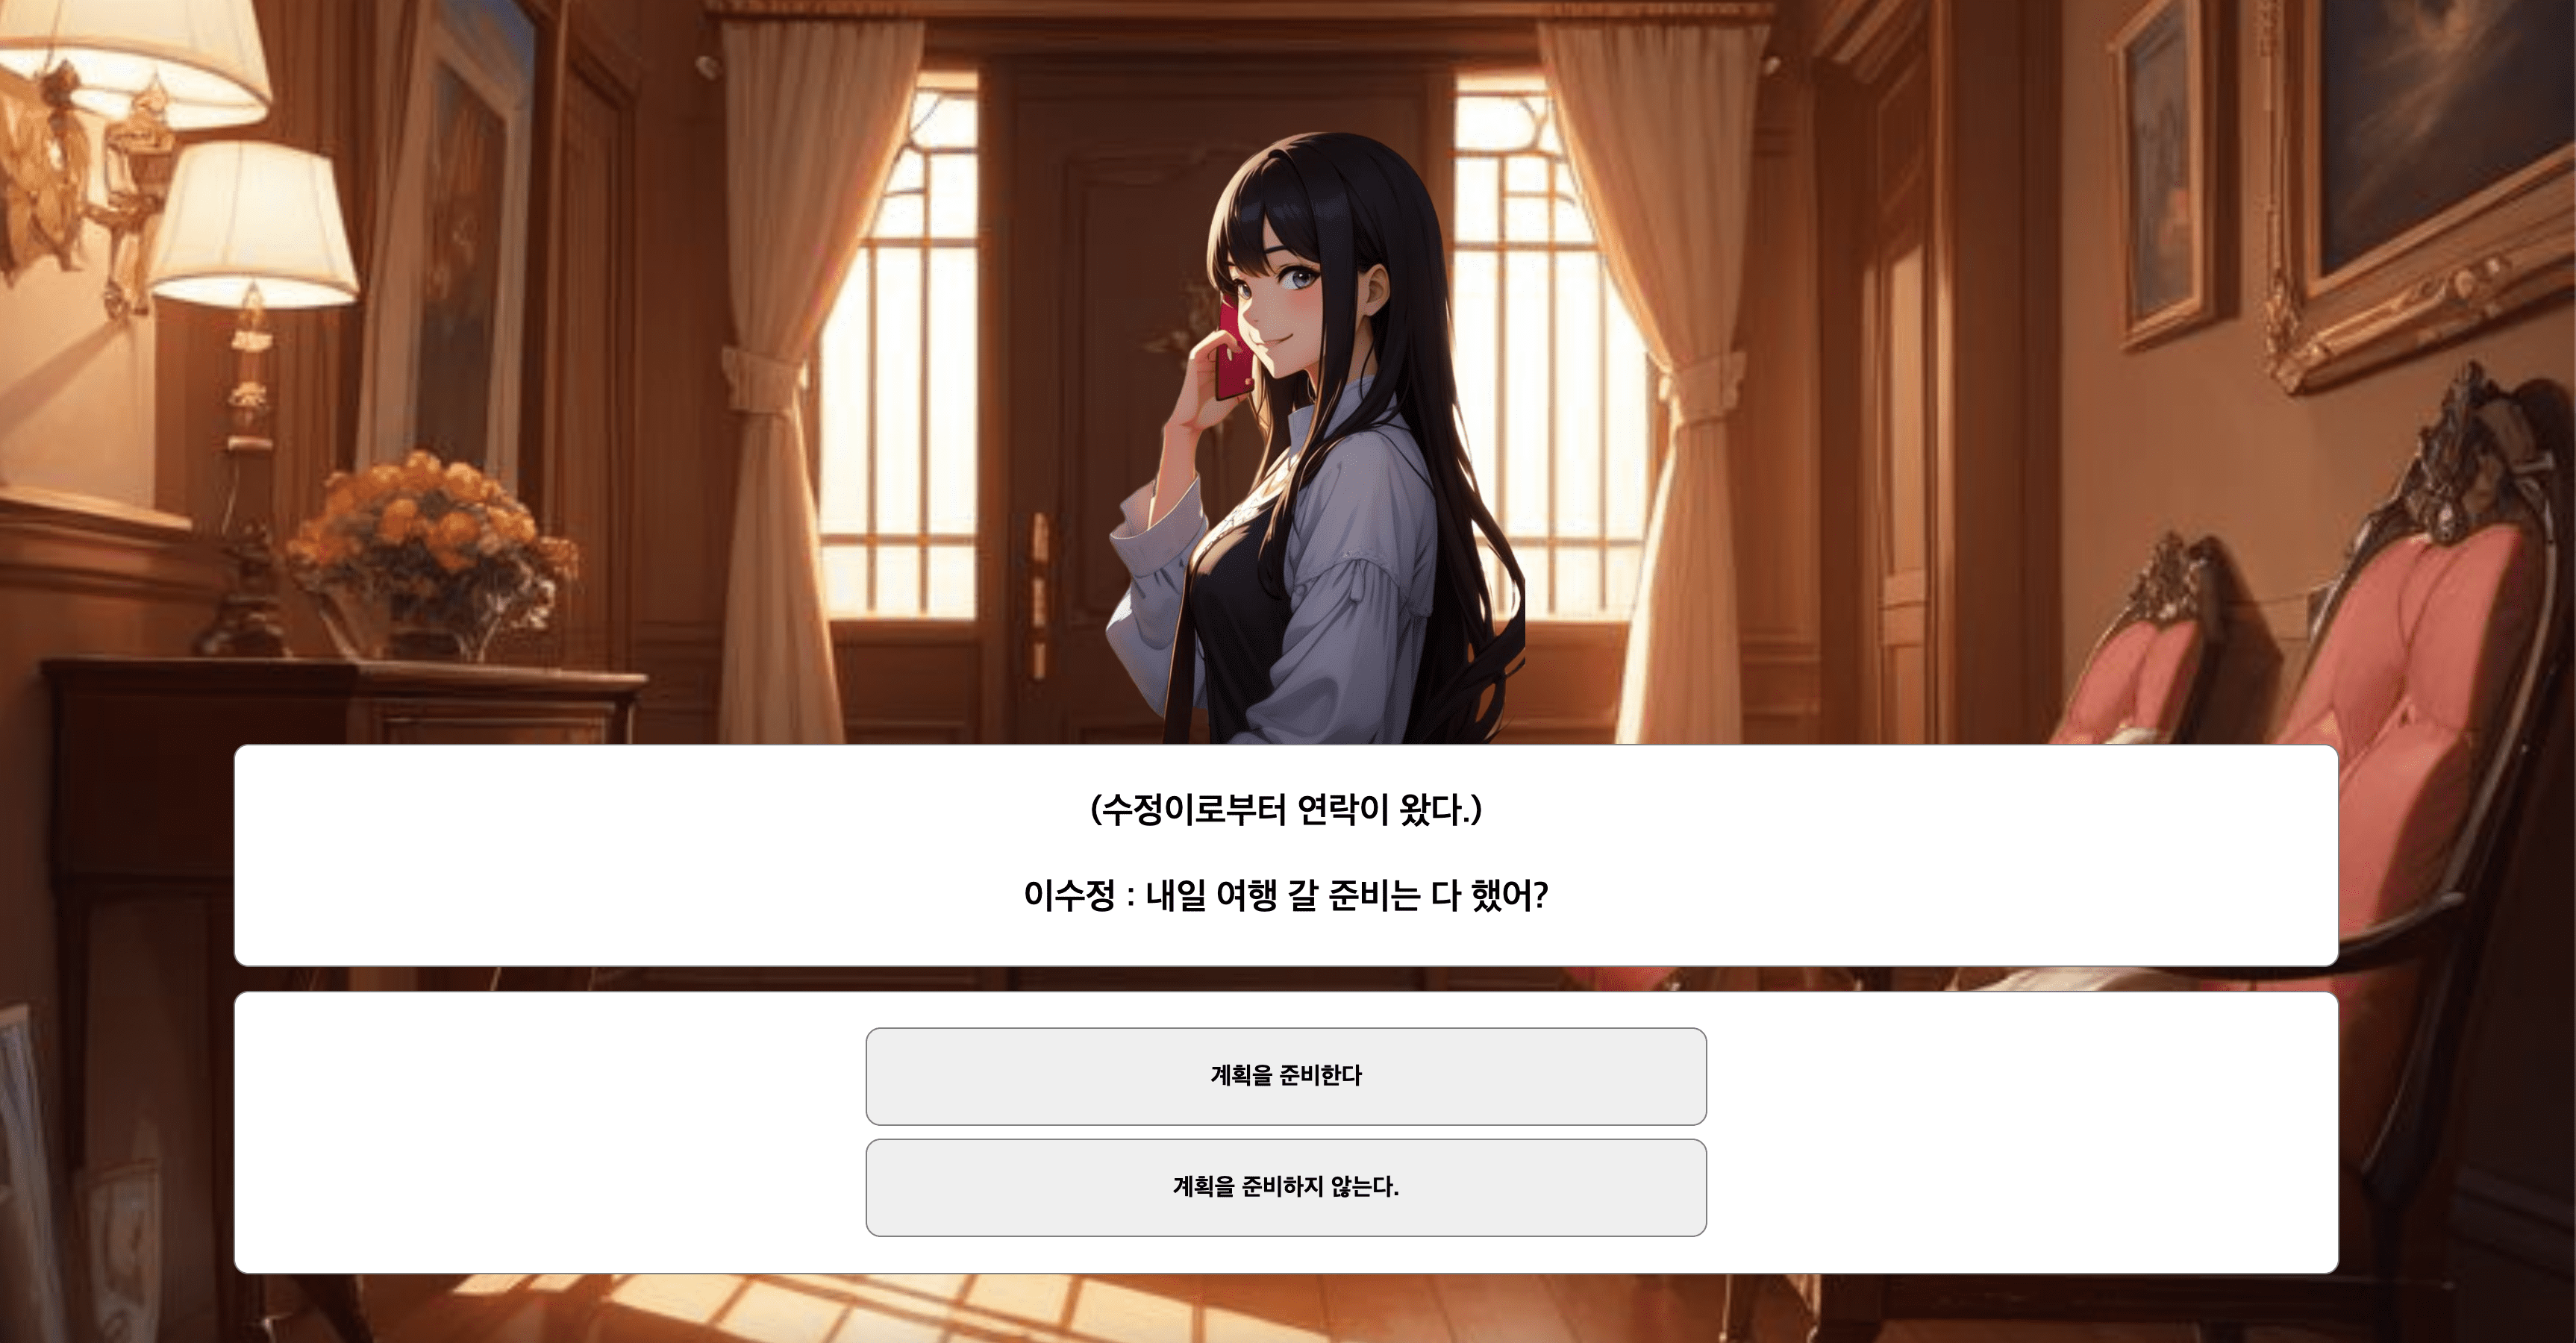 (수정이로부터 연락이 왔다.)
이수정 : 내일 여행 갈 준비는 다 했어?
계획을 준비한다
계획을 준비하지 않는다.